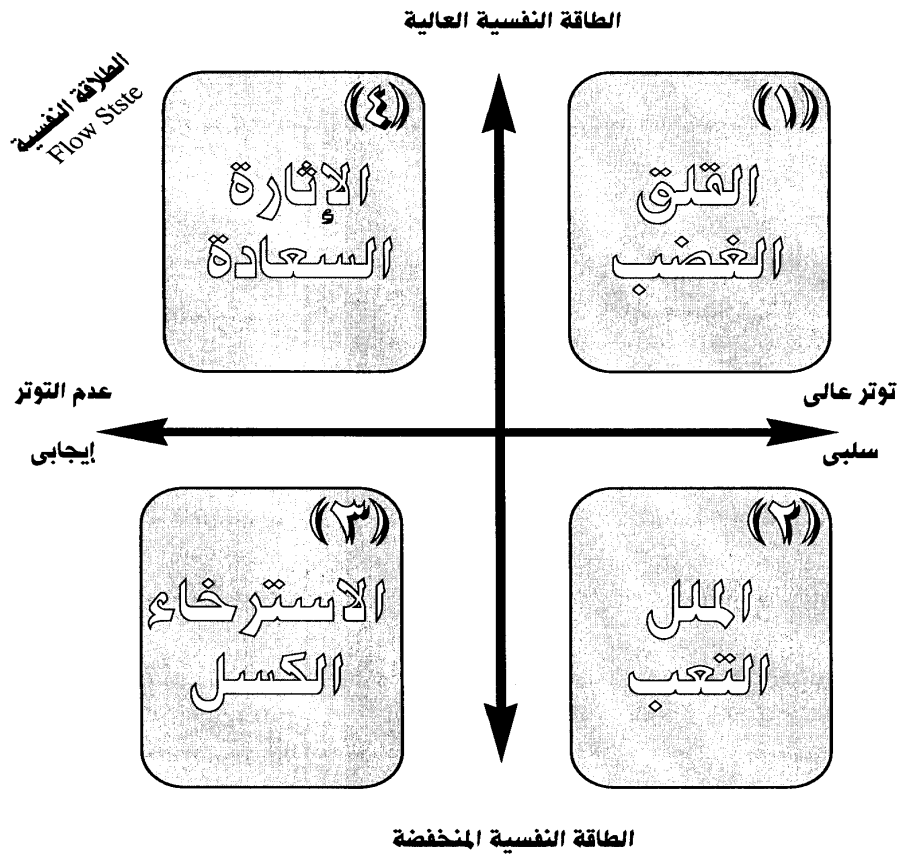 الطاقة النفسية العالية
الطلاقة النفسية
Flow Stste
(١)
القلق
الغضب
(٤)
الإثارة
السعادة
توتر عالى
سلبى
عدم التوتر
إيجابى
(٢)
الملل
التعب
(٣)
الاسترخاء
الكسل
الطاقة النفسية المنخفضة